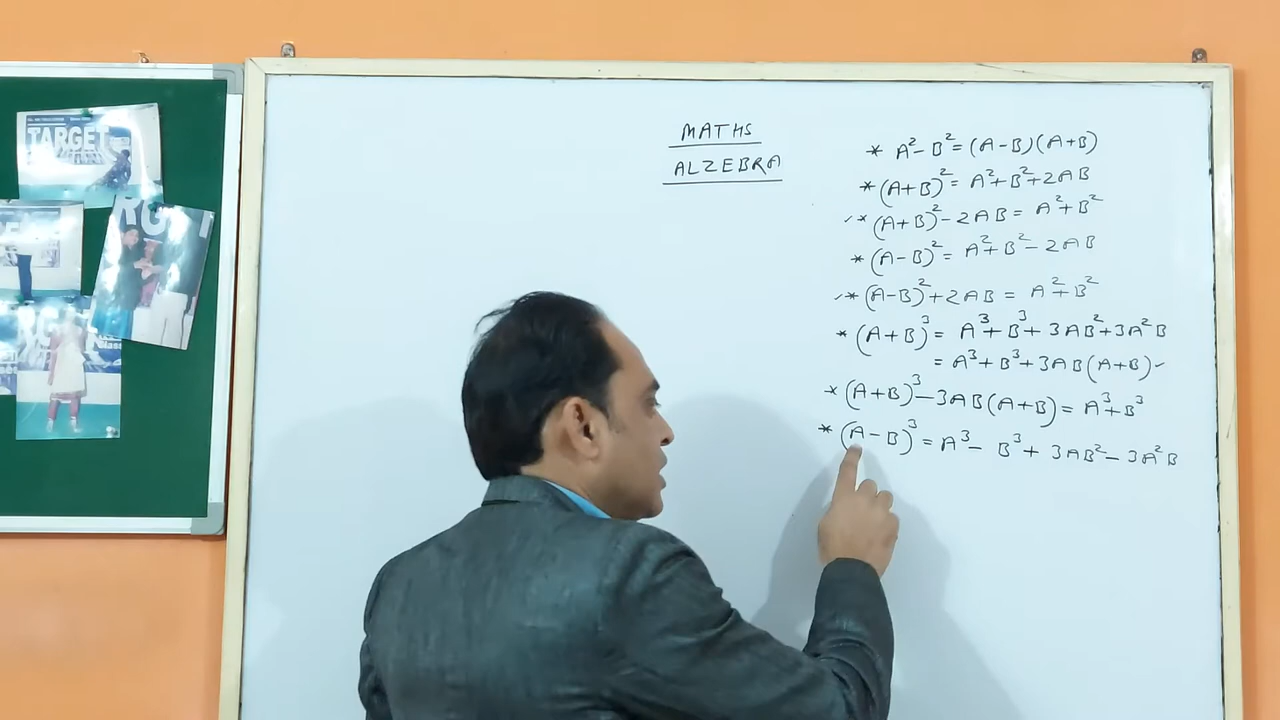 TARGET
MATHS
ALZEBRA
* A²-B²=(A-B)(A+B)
*(A+B)²= A²+B²+2AB
✓*(A+B)²-2AB= A²+B²
*(A-B)²= A²+B²-2AB
✓*(A-B)²+2AB= A²+B²
*(A+B)³= A³+B³+3AB²+3A²B
= A³+B³+3AB(A+B)✓
*(A+B)³-3AB(A+B)= A³+B³
*(A-B)³= A³- B³+ 3AB²- 3A²B